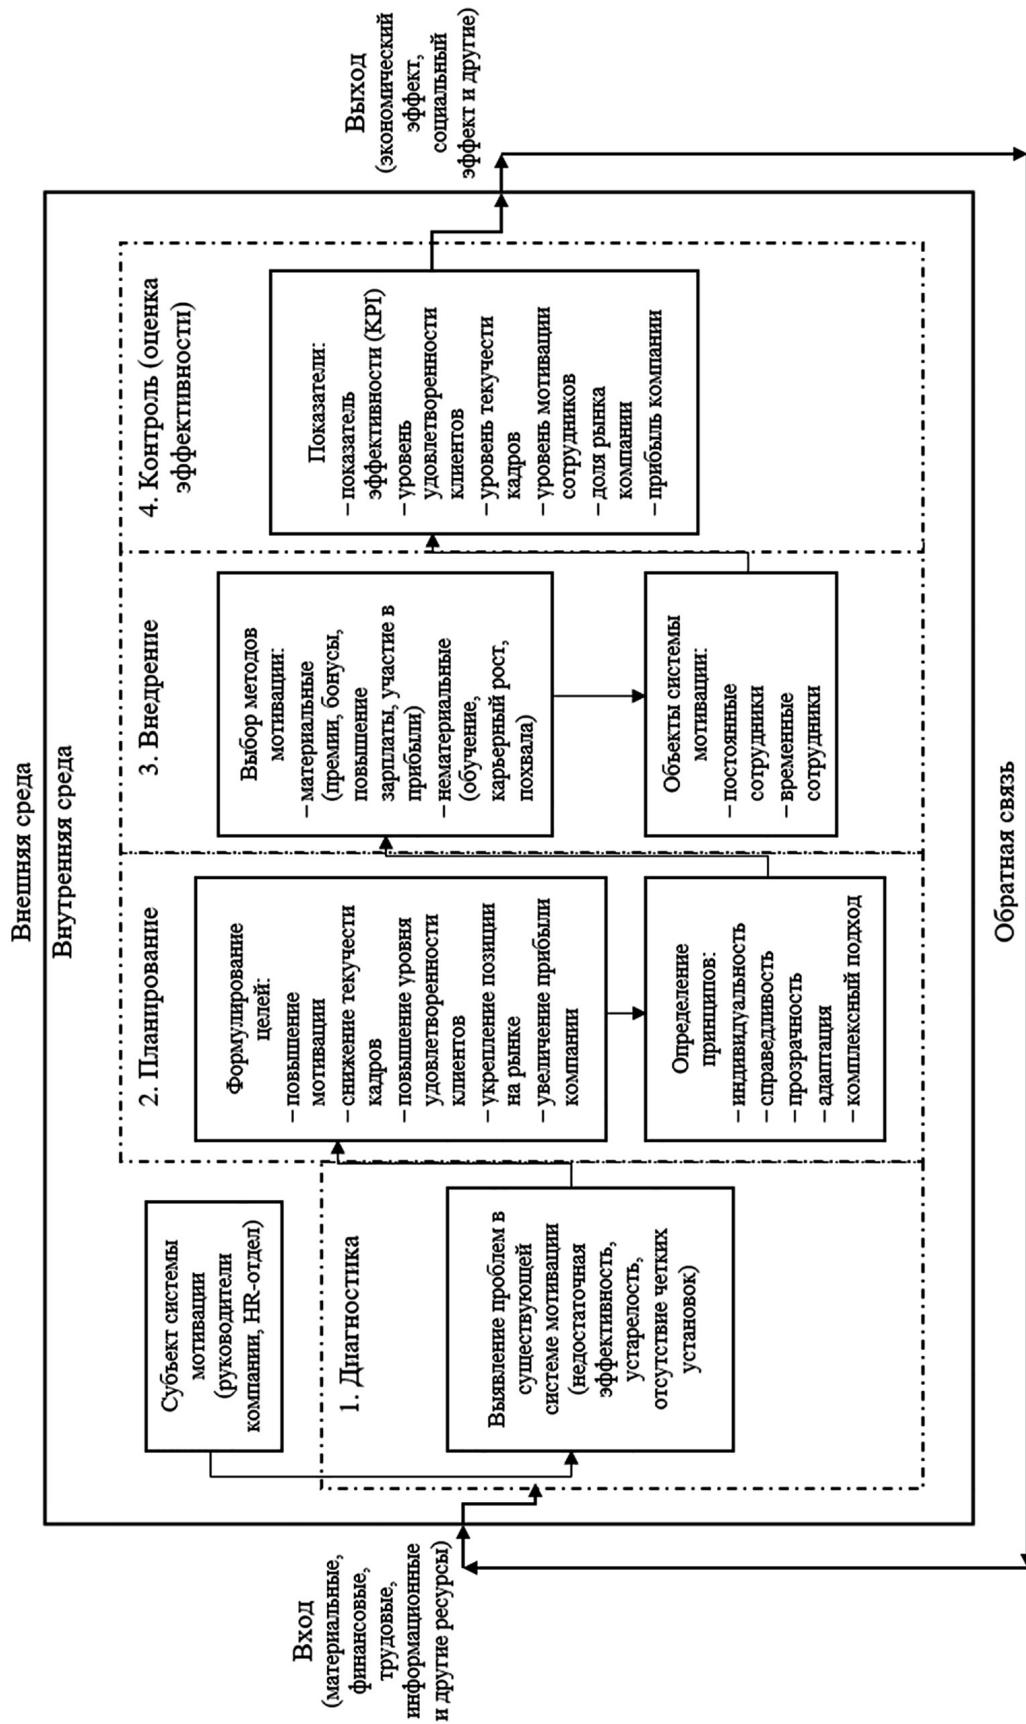 Внешняя среда
Внутренняя среда
Вход
(материальные,
финансовые,
трудовые,
информационные
и другие ресурсы)
Субъект системы
мотивации
(руководители
компании, HR-отдел)
1. Диагностика
Выявление проблем в
существующей
системе мотивации
(недостаточная
эффективность,
устарелость,
отсутствие четких
установок)
2. Планирование
Формулирование
целей:
– повышение
мотивации
– снижение текучести
кадров
– повышение уровня
удовлетворенности
клиентов
– укрепление позиции
на рынке
– увеличение прибыли
компании
Определение
принципов:
– индивидуальность
– справедливость
– прозрачность
– адаптация
– комплексный подход
3. Внедрение
Выбор методов
мотивации:
– материальные
(премии, бонусы,
повышение
зарплаты, участие в
прибыли)
– нематериальные
(обучение,
карьерный рост,
похвала)
Объекты системы
мотивации:
– постоянные
сотрудники
– временные
сотрудники
4. Контроль (оценка
эффективности)
Показатели:
– показатель
эффективности (KPI)
– уровень
удовлетворенности
клиентов
– уровень текучести
кадров
– уровень мотивации
сотрудников
– доля рынка
компании
– прибыль компании
Выход
(экономический
эффект,
социальный
эффект и другие)
Обратная связь